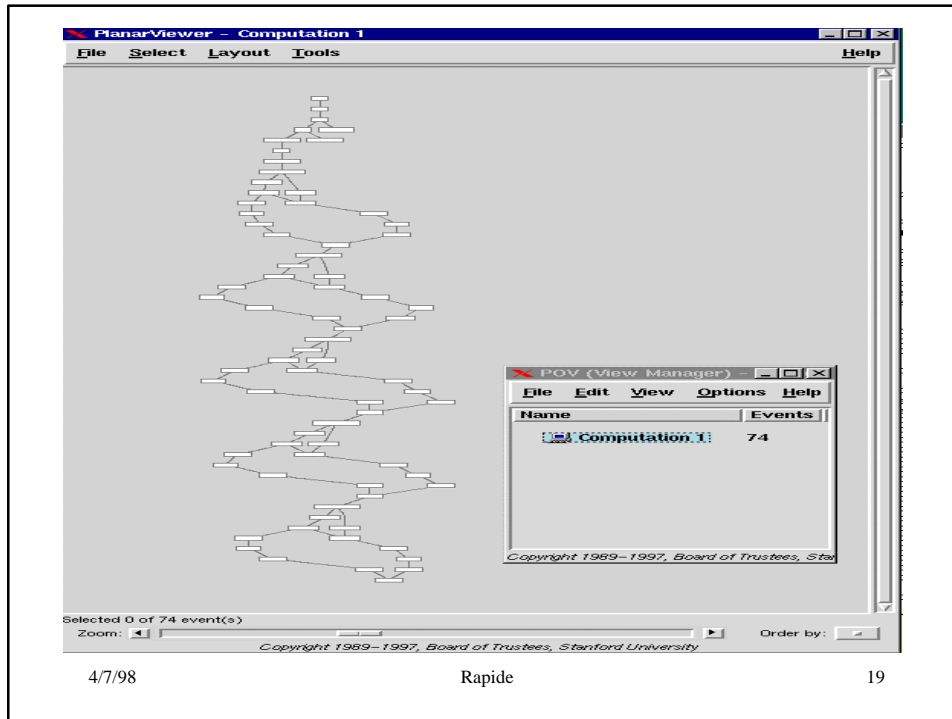 PlanarViewer – Computation 1
File Select Layout Tools Help
POV (View Manager) –
File Edit View Options Help
Name Events
Computation 1 74
Copyright 1989–1997, Board of Trustees, Stan
Selected 0 of 74 event(s)
Zoom: Order by:
Copyright 1989–1997, Board of Trustees, Stanford University
4/7/98 Rapide 19